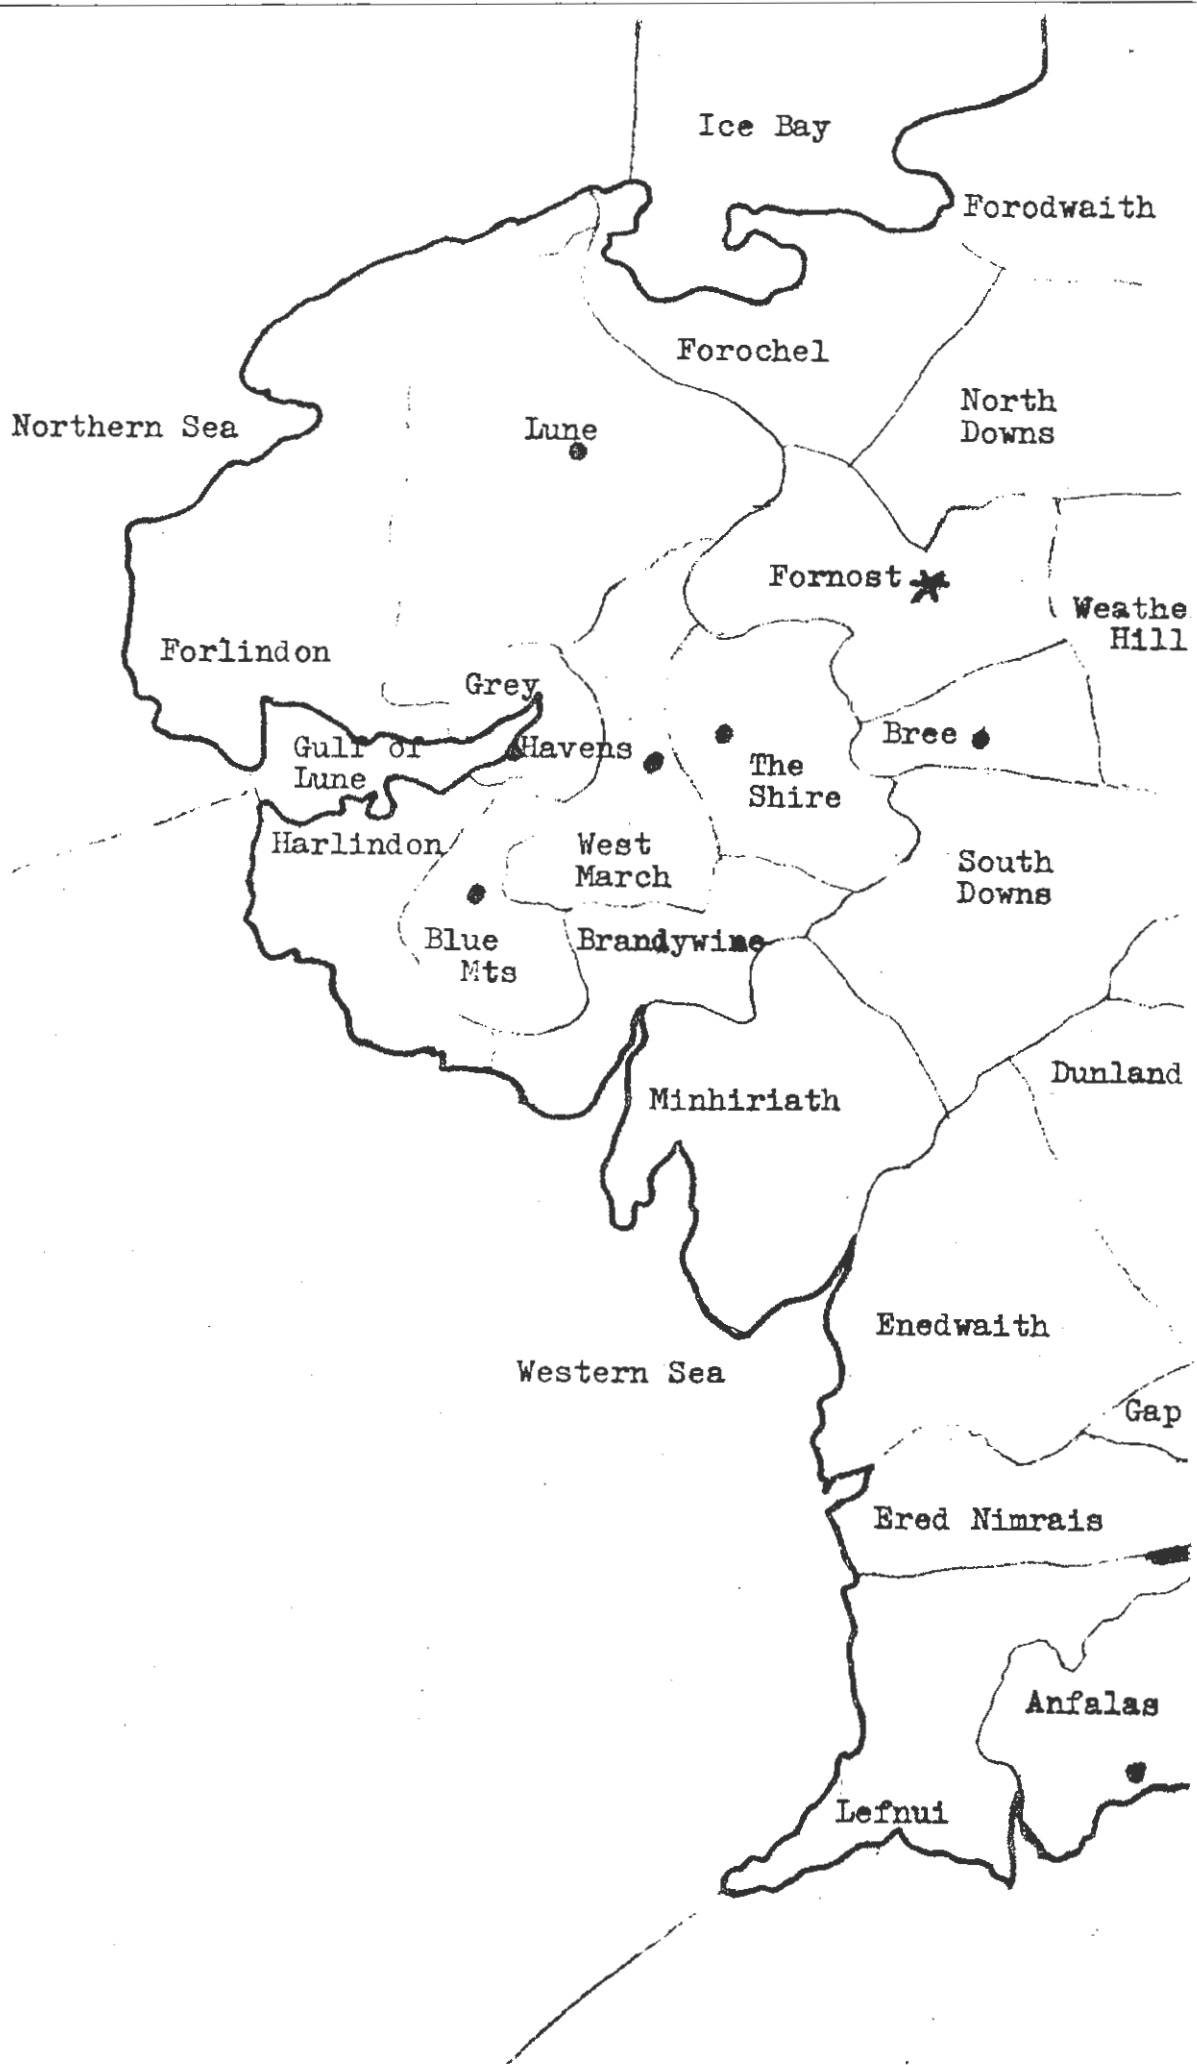 Ice Bay
Forodwaith
Forochel
North
Downs
Northern Sea
Lune
Fornost
Weathe
Hill
Forlindon
Grey
Havens
Gulf of
Lune
Bree
The
Shire
Harlindon
West
March
South
Downs
Blue
Mts
Brandywine
Dunland
Minhiriath
Enedwaith
Western Sea
Gap
Ered Nimrais
Anfalas
Lefnui